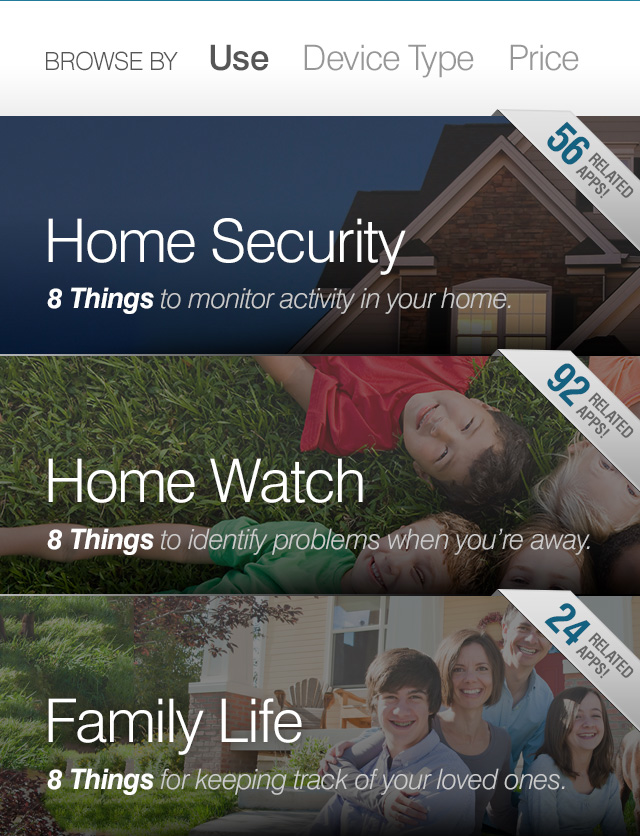 BROWSE BY Use Device Type Price
56 RELATED APPS!
Home Security
8 Things to monitor activity in your home.
92 RELATED APPS!
Home Watch
8 Things to identify problems when you're away.
24 RELATED APPS!
Family Life
8 Things for keeping track of your loved ones.